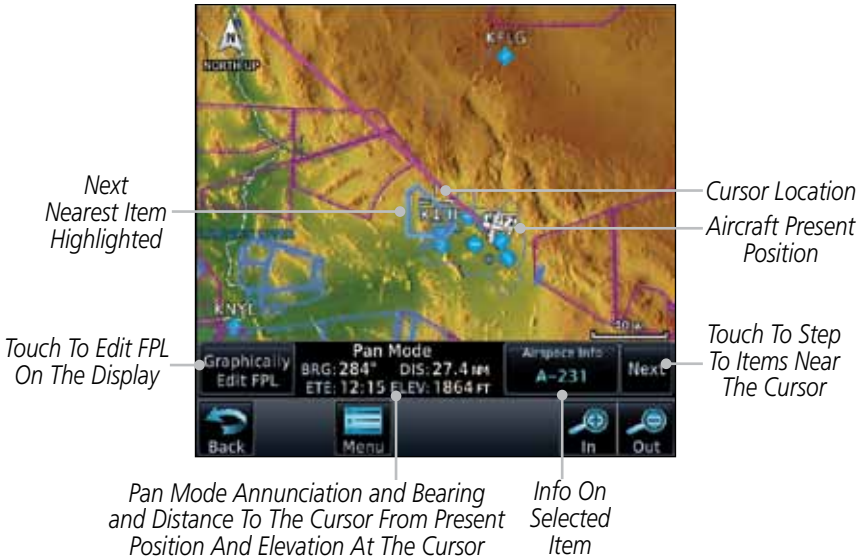 N
NORTH UP
KFLG
Next
Nearest Item
Highlighted
Cursor Location
Aircraft Present
Position
KNYL
Touch To Edit FPL
On The Display
Graphically
Edit FPL
Pan Mode
BRG: 284° DIS: 27.4 NM
ETE: 12:15 ELEV: 1864 FT
Airspace Info
A-231
Next
Touch To Step
To Items Near
The Cursor
Back
Menu
In
Out
Pan Mode Annunciation and Bearing
and Distance To The Cursor From Present
Position And Elevation At The Cursor
Info On
Selected
Item